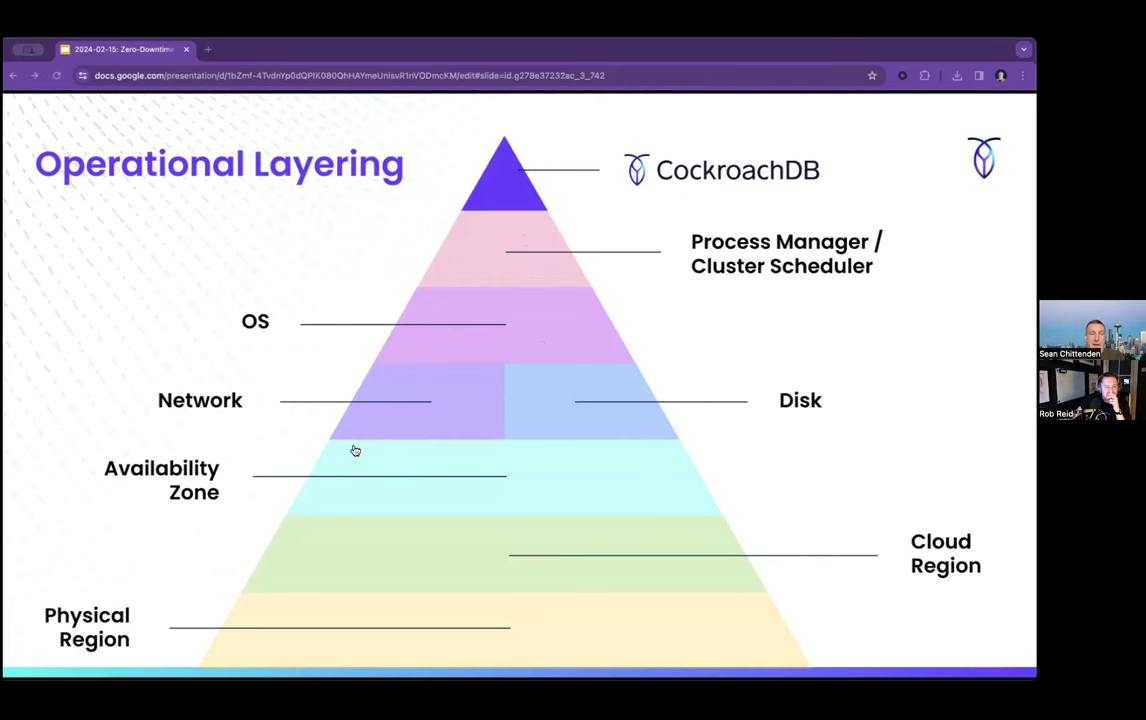 2024-02-15: Zero-Downtime
docs.google.com/presentation/d/1bZmf-4TvdnYp0dQPIK080QhHAYmeUnisvR1nVODmcKM/edit#slide=id.g278e37232ac_3_742
Operational Layering
CockroachDB
Process Manager /
Cluster Scheduler
OS
Network
Disk
Availability
Zone
Cloud
Region
Physical
Region
Sean Chittenden
Rob Reid